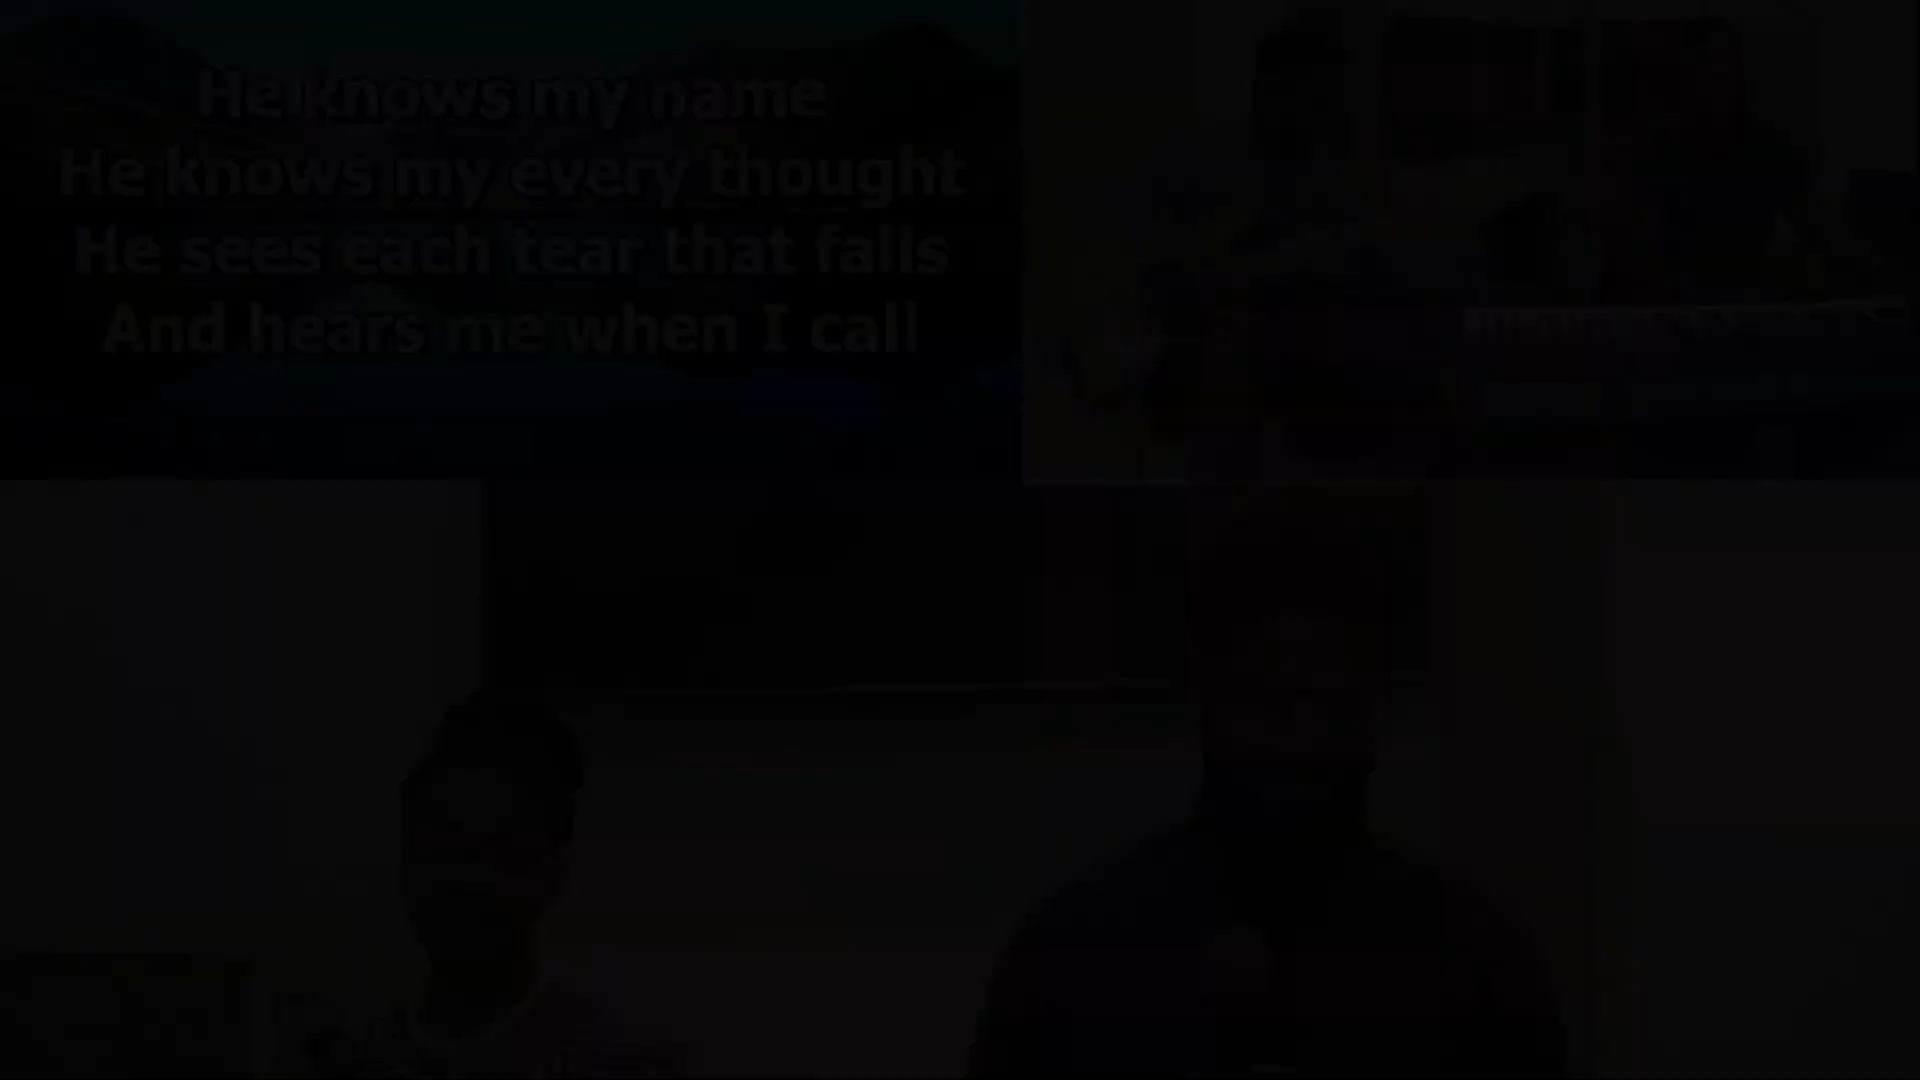 He knows my name
He knows my every thought
He sees each tear that falls
And hears me when I call